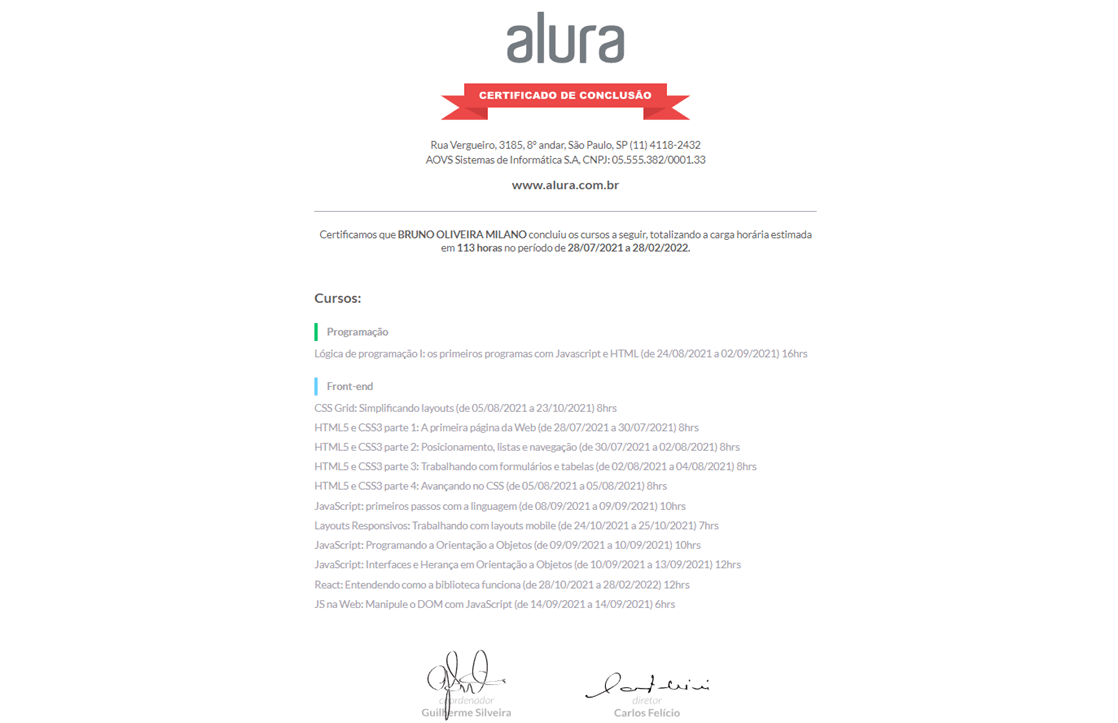 alura
CERTIFICADO DE CONCLUSÃO
Rua Vergueiro, 3185, 8º andar, São Paulo, SP (11) 4118-2432
AOVS Sistemas de Informática S.A, CNPJ: 05.555.382/0001.33
www.alura.com.br
Certificamos que BRUNO OLIVEIRA MILANO concluiu os cursos a seguir, totalizando a carga horária estimada
em 113 horas no período de 28/07/2021 a 28/02/2022.
Cursos:
Programação
Lógica de programação I: os primeiros programas com Javascript e HTML (de 24/08/2021 a 02/09/2021) 16hrs
Front-end
CSS Grid: Simplificando layouts (de 05/08/2021 a 23/10/2021) 8hrs
HTML5 e CSS3 parte 1: A primeira página da Web (de 28/07/2021 a 30/07/2021) 8hrs
HTML5 e CSS3 parte 2: Posicionamento, listas e navegação (de 30/07/2021 a 02/08/2021) 8hrs
HTML5 e CSS3 parte 3: Trabalhando com formulários e tabelas (de 02/08/2021 a 04/08/2021) 8hrs
HTML5 e CSS3 parte 4: Avançando no CSS (de 05/08/2021 a 05/08/2021) 8hrs
JavaScript: primeiros passos com a linguagem (de 08/09/2021 a 09/09/2021) 10hrs
Layouts Responsivos: Trabalhando com layouts mobile (de 24/10/2021 a 25/10/2021) 7hrs
JavaScript: Programando a Orientação a Objetos (de 09/09/2021 a 10/09/2021) 10hrs
JavaScript: Interfaces e Herança em Orientação a Objetos (de 10/09/2021 a 13/09/2021) 12hrs
React: Entendendo como a biblioteca funciona (de 28/10/2021 a 28/02/2022) 12hrs
JS na Web: Manipule o DOM com JavaScript (de 14/09/2021 a 14/09/2021) 6hrs
coordenador diretor
Guilherme Silveira Carlos Felício